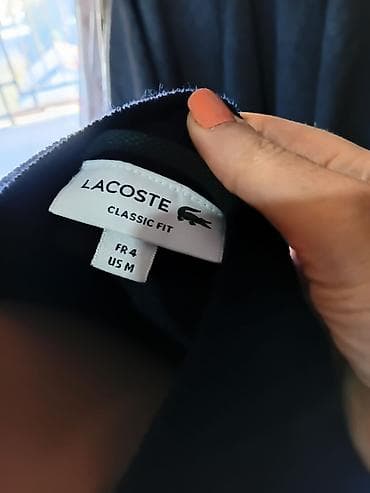 LACOSTE
CLASSIC FIT
FR 4
US M